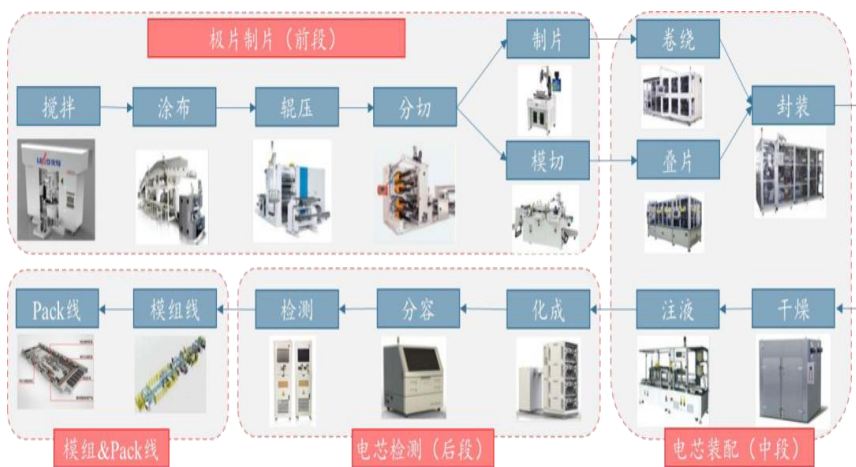 极片制片（前段）
制片
卷绕
搅拌
涂布
辊压
分切
封装
模切
叠片
Pack线
模组线
检测
分容
化成
注液
干燥
模组&Pack线
电芯检测（后段）
电芯装配（中段）